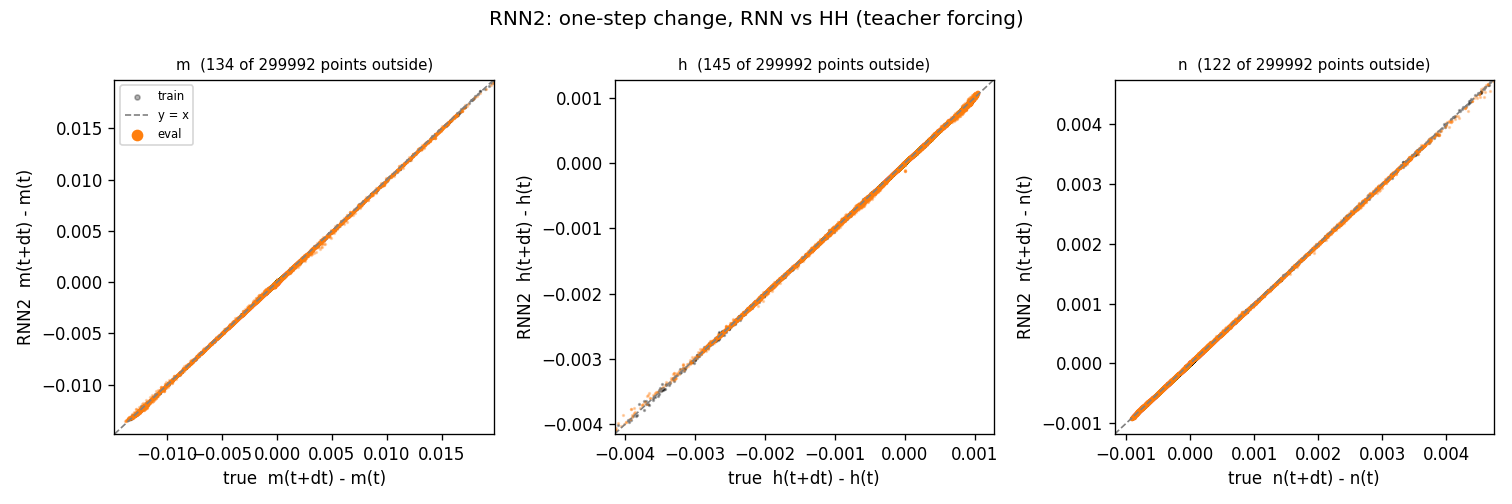 RNN2: one-step change, RNN vs HH (teacher forcing)
m (134 of 299992 points outside)
train
y = x
eval
0.015
0.010
0.005
0.000
−0.005
−0.010
RNN2 m(t+dt) - m(t)
−0.010
−0.005
0.000
0.005
0.010
0.015
true m(t+dt) - m(t)
h (145 of 299992 points outside)
0.001
0.000
−0.001
−0.002
−0.003
−0.004
RNN2 h(t+dt) - h(t)
−0.004
−0.003
−0.002
−0.001
0.000
0.001
true h(t+dt) - h(t)
n (122 of 299992 points outside)
0.004
0.003
0.002
0.001
0.000
−0.001
RNN2 n(t+dt) - n(t)
−0.001
0.000
0.001
0.002
0.003
0.004
true n(t+dt) - n(t)